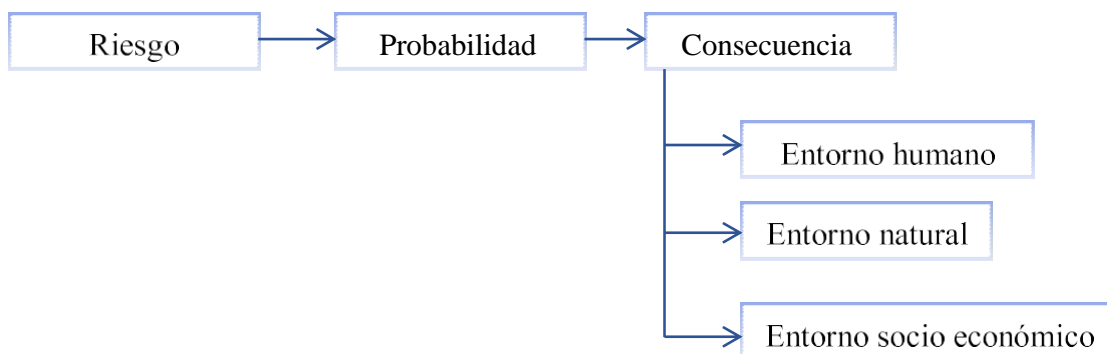 Riesgo
Probabilidad
Consecuencia
Entorno humano
Entorno natural
Entorno socio económico